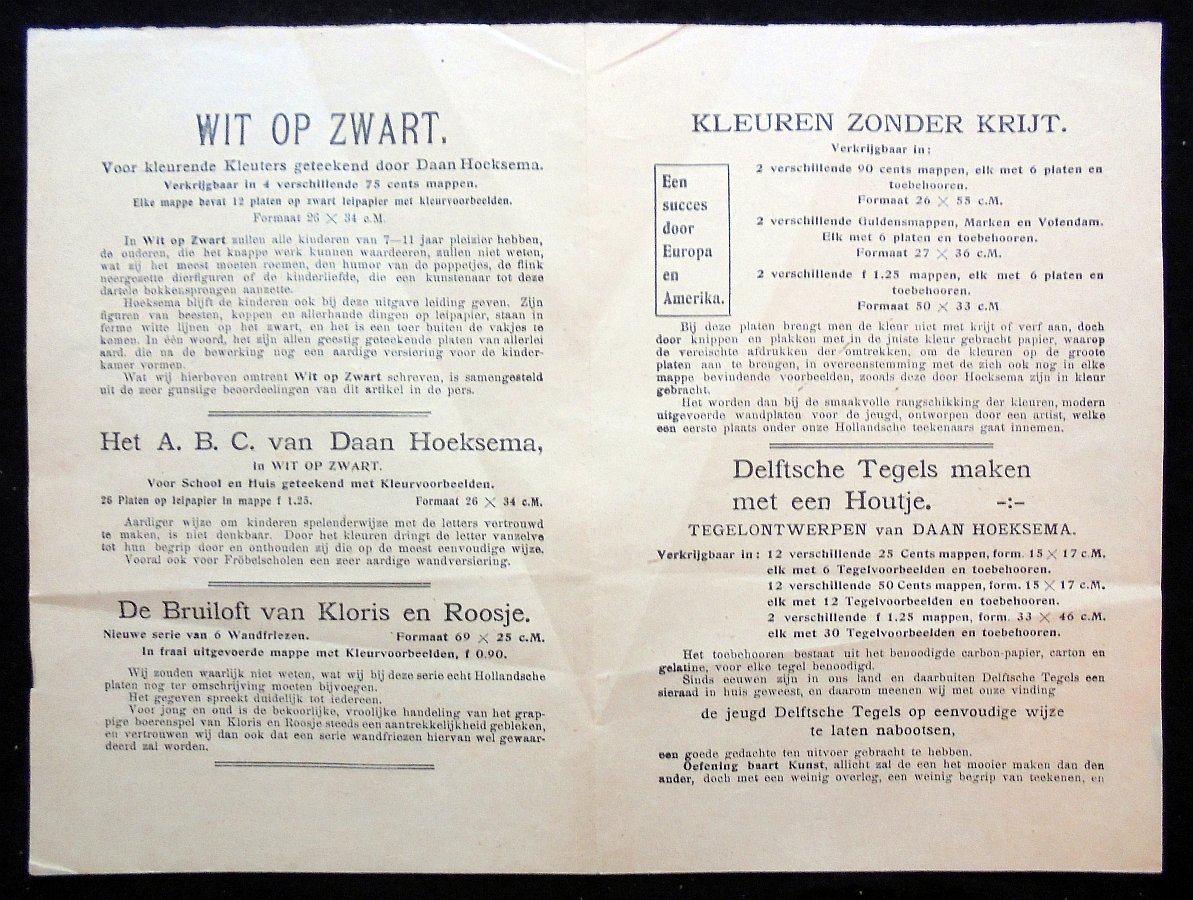 WIT OP ZWART.
Voor kleurende Kleuters geteekend door Daan Hoeksema.
Verkrijgbaar in 4 verschillende 75 cents mappen.
Elke mappe bevat 12 platen op zwart leipapier met kleurvoorbeelden.
Formaat 26 × 34 c.M.
In Wit op Zwart zullen alle kinderen van 7—11 jaar pleizier hebben,
de ouderen, die het knappe werk kunnen waardeeren, zullen niet weten,
wat zij het meest moeten roemen, den humor van de poppetjes, de flink
neergezette dierfiguren of de kinderliefde, die een kunstenaar tot deze
dartele bokkensprongen aanzette.
Hoeksema blijft de kinderen ook bij deze uitgave leiding geven. Zijn
figuren van beesten, koppen en allerhande dingen op leipapier, staan in
ferme witte lijnen op het zwart, en het is een toer buiten de vakjes te
komen. In één woord, het zijn allen geestig geteekende platen van allerlei
aard, die na de bewerking nog een aardige versiering voor de kinder-
kamer vormen.
Wat wij hierboven omtrent Wit op Zwart schreven, is samengesteld
uit de zeer gunstige beoordeelingen van dit artikel in de pers.
Het A. B. C. van Daan Hoeksema,
in WIT OP ZWART.
Voor School en Huis geteekend met Kleurvoorbeelden.
26 Platen op leipapier in mappe f 1.25. Formaat 26 × 34 c.M.
Aardiger wijze om kinderen spelenderwijze met de letters vertrouwd
te maken, is niet denkbaar. Door het kleuren dringt de letter vanzelve
tot hun begrip door en onthouden zij die op de meest eenvoudige wijze.
Vooral ook voor Fröbelscholen een zeer aardige wandversiering.
De Bruiloft van Kloris en Roosje.
Nieuwe serie van 6 Wandfriezen. Formaat 69 × 25 c.M.
In fraai uitgevoerde mappe met Kleurvoorbeelden, f 0.90.
Wij zouden waarlijk niet weten, wat wij bij deze serie echt Hollandsche
platen nog ter omschrijving moeten bijvoegen.
Het gegeven spreekt duidelijk tot iedereen.
Voor jong en oud is de bekoorlijke, vroolijke handeling van het grap-
pige boerenspel van Kloris en Roosje steeds een aantrekkelijkheid gebleken,
en vertrouwen wij dan ook dat een serie wandfriezen hiervan wel gewaar-
deerd zal worden.
KLEUREN ZONDER KRIJT.
Verkrijgbaar in:
Een
succes
door
Europa
en
Amerika.
2 verschillende 90 cents mappen, elk met 6 platen en
toebehooren.
Formaat 26 × 55 c.M.
2 verschillende Guldensmappen, Marken en Volendam.
Elk met 6 platen en toebehooren.
Formaat 27 × 36 c.M.
2 verschillende f 1.25 mappen, elk met 6 platen en
toebehooren.
Formaat 50 × 33 c.M
Bij deze platen brengt men de kleur niet met krijt of verf aan, doch
door knippen en plakken met in de juiste kleur gebracht papier, waarop
de vereischte afdrukken der omtrekken, om de kleuren op de groote
platen aan te brengen, in overeenstemming met de zich ook nog in elke
mappe bevindende voorbeelden, zooals deze door Hoeksema zijn in kleur
gebracht.
Het worden dan bij de smaakvolle rangschikking der kleuren, modern
uitgevoerde wandplaten voor de jeugd, ontworpen door een artist, welke
een eerste plaats onder onze Hollandsche teekenaars gaat innemen.
Delftsche Tegels maken
met een Houtje. -:-
TEGELONTWERPEN van DAAN HOEKSEMA.
Verkrijgbaar in: 12 verschillende 25 Cents mappen, form. 15 × 17 c.M.
elk met 6 Tegelvoorbeelden en toebehooren.
12 verschillende 50 Cents mappen, form. 15 × 17 c.M.
elk met 12 Tegelvoorbeelden en toebehooren.
2 verschillende f 1.25 mappen, form. 33 × 46 c.M.
elk met 30 Tegelvoorbeelden en toebehooren.
Het toebehooren bestaat uit het benoodigde carbon-papier, carton en
gelatine, voor elke tegel benoodigd.
Sinds eeuwen zijn in ons land en daarbuiten Delftsche Tegels een
sieraad in huis geweest, en daarom meenen wij met onze vinding
de jeugd Delftsche Tegels op eenvoudige wijze
te laten nabootsen,
een goede gedachte ten uitvoer gebracht te hebben.
Oefening baart Kunst, allicht zal de een het mooier maken dan den
ander, doch met een weinig overleg, een weinig begrip van teekenen, en